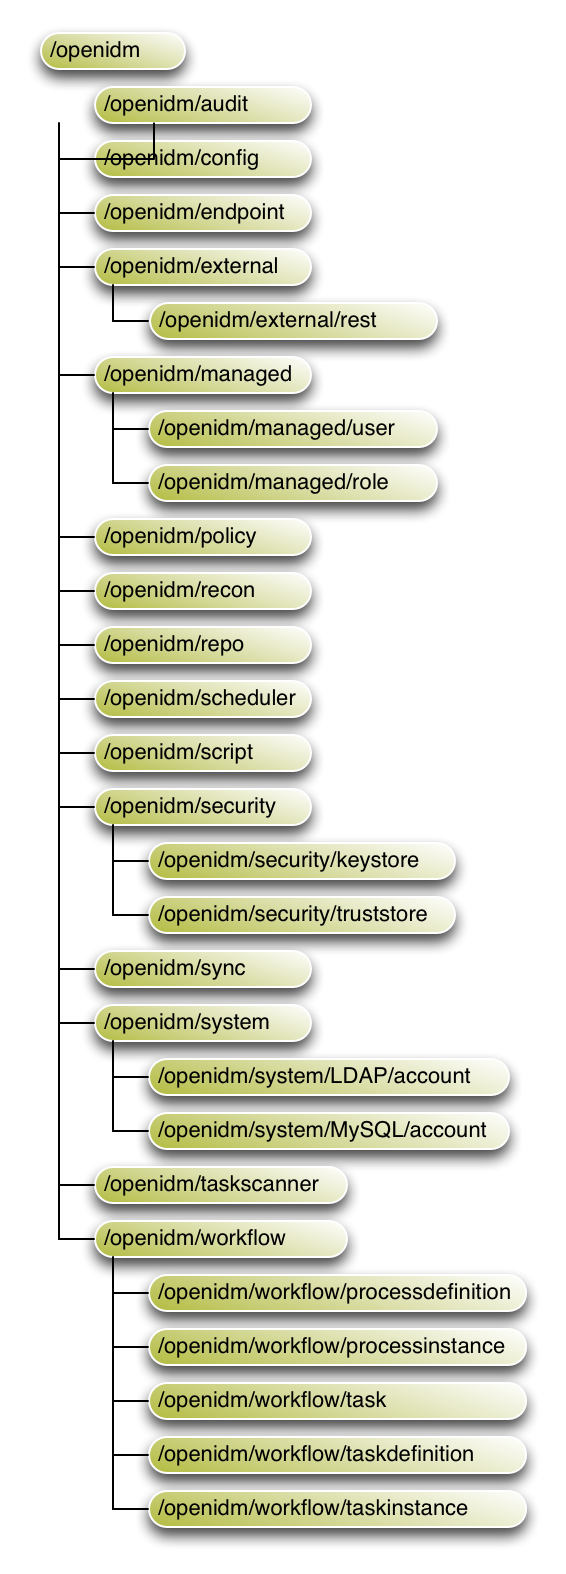 /openidm
/openidm/audit
/openidm/config
/openidm/endpoint
/openidm/external
/openidm/external/rest
/openidm/managed
/openidm/managed/user
/openidm/managed/role
/openidm/policy
/openidm/recon
/openidm/repo
/openidm/scheduler
/openidm/script
/openidm/security
/openidm/security/keystore
/openidm/security/truststore
/openidm/sync
/openidm/system
/openidm/system/LDAP/account
/openidm/system/MySQL/account
/openidm/taskscanner
/openidm/workflow
/openidm/workflow/processdefinition
/openidm/workflow/processinstance
/openidm/workflow/task
/openidm/workflow/taskdefinition
/openidm/workflow/taskinstance